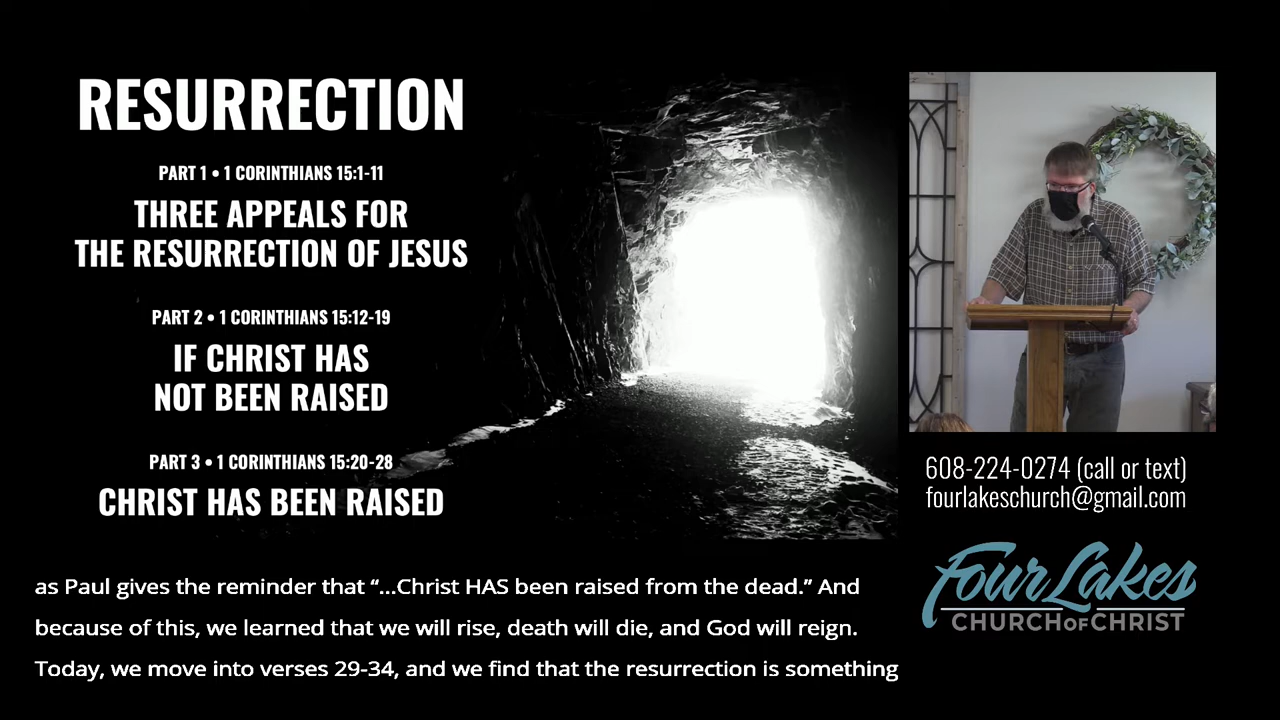 RESURRECTION
PART 1 • 1 CORINTHIANS 15:1-11
THREE APPEALS FOR
THE RESURRECTION OF JESUS
PART 2 • 1 CORINTHIANS 15:12-19
IF CHRIST HAS
NOT BEEN RAISED
PART 3 • 1 CORINTHIANS 15:20-28
CHRIST HAS BEEN RAISED
as Paul gives the reminder that “...Christ HAS been raised from the dead.” And
because of this, we learned that we will rise, death will die, and God will reign.
Today, we move into verses 29-34, and we find that the resurrection is something
608-224-0274 (call or text)
fourlakeschurch@gmail.com
Four Lakes
CHURCH OF CHRIST